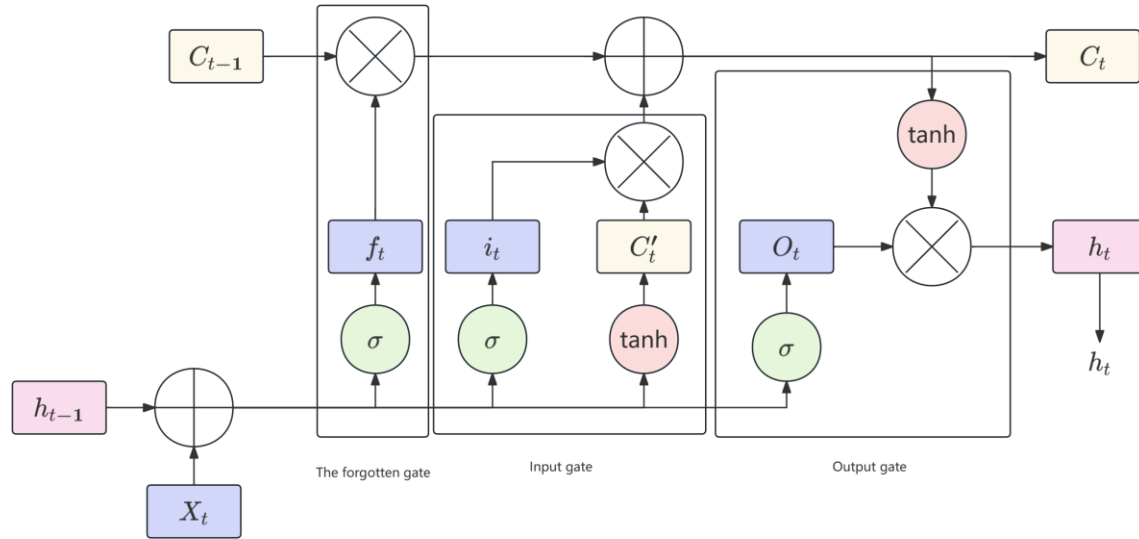 C_{t-1}
C_t
tanh
f_t
i_t
C'_t
O_t
h_t
σ
σ
tanh
σ
h_t
h_{t-1}
The forgotten gate
Input gate
Output gate
X_t